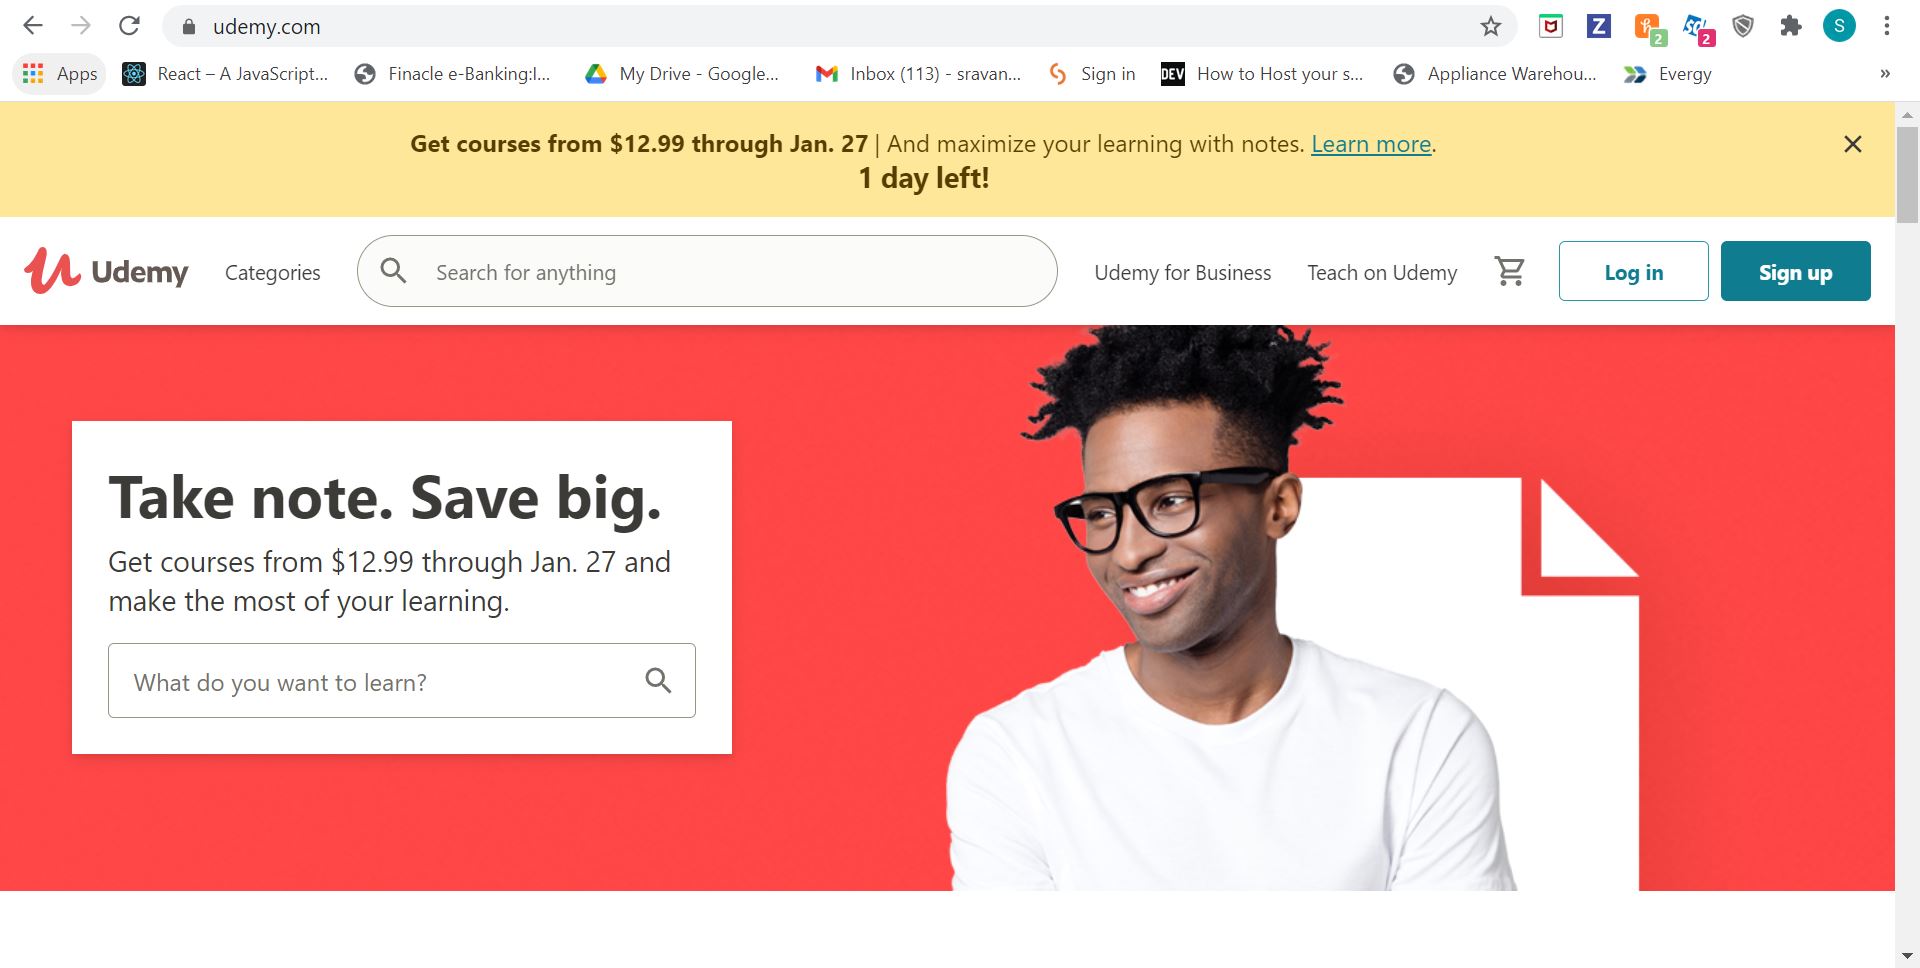 udemy.com
2
2
S
Apps
React – A JavaScript...
Finacle e-Banking:l...
My Drive - Google...
Inbox (113) - sravan...
Sign in
DEV
How to Host your s...
Appliance Warehou...
Evergy
»
Get courses from $12.99 through Jan. 27 | And maximize your learning with notes. Learn more.
1 day left!
Udemy
Categories
Search for anything
Udemy for Business
Teach on Udemy
Log in
Sign up
Take note. Save big.
Get courses from $12.99 through Jan. 27 and
make the most of your learning.
What do you want to learn?